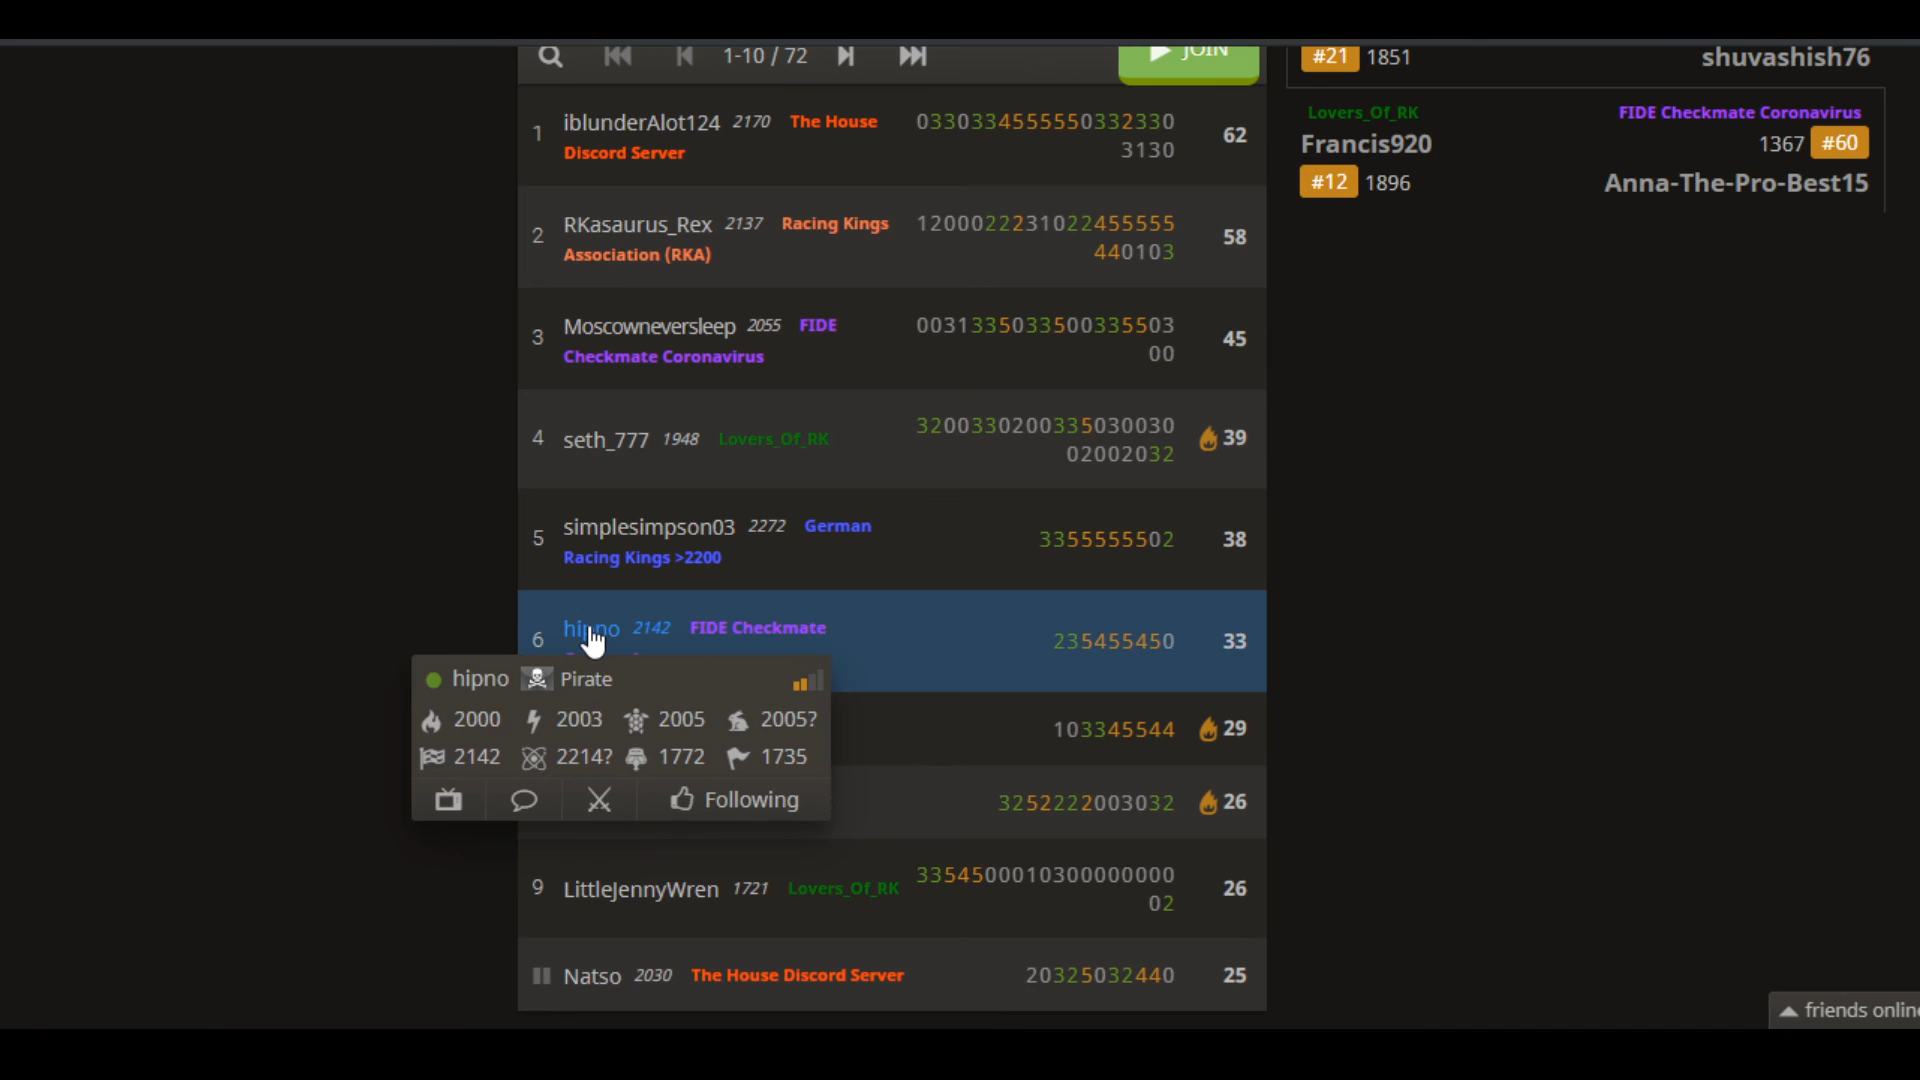 1-10 / 72
JOIN
#21 1851 shuvashish76
Lovers_Of_RK FIDE Checkmate Coronavirus
Francis920 1367 #60
#12 1896 Anna-The-Pro-Best15
1 iblunderAlot124 2170 The House Discord Server 0330334555550332330 3130 62
2 RKasaurus_Rex 2137 Racing Kings Association (RKA) 1200022231022455555 440103 58
3 Moscowneversleep 2055 FIDE Checkmate Coronavirus 0031335033500335503 00 45
4 seth_777 1948 Lovers_Of_RK 3200330200335030030 02002032 39
5 simplesimpson03 2272 German Racing Kings >2200 3355555502 38
6 hipno 2142 FIDE Checkmate 235455450 33
hipno Pirate
2000 2003 2005 2005?
2142 2214? 1772 1735
Following
103345544 29
3252222003032 26
9 LittleJennyWren 1721 Lovers_Of_RK 3354500010300000000 02 26
Natso 2030 The House Discord Server 20325032440 25
friends online